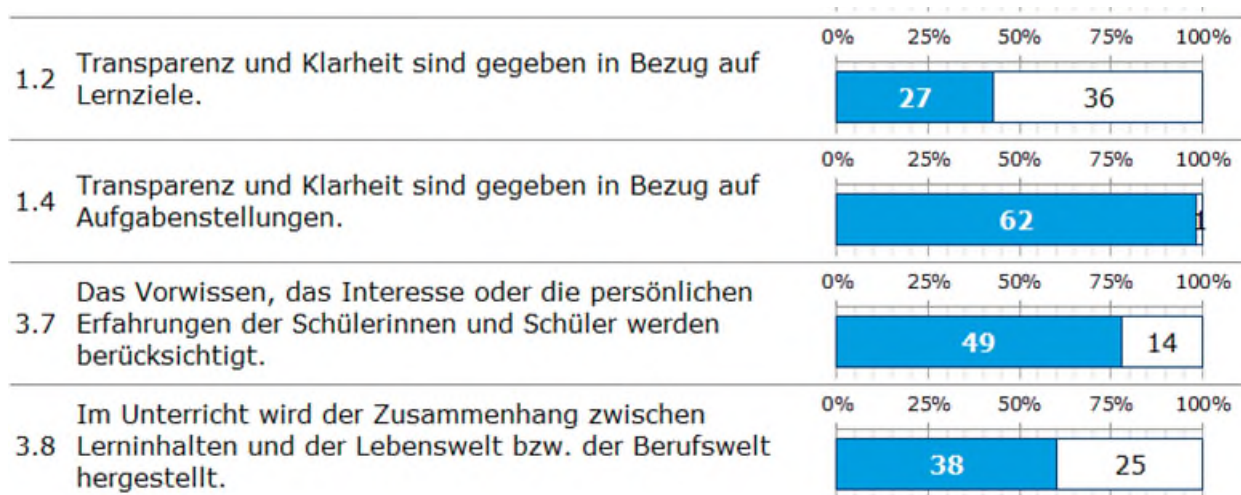 0% 25% 50% 75% 100%
1.2 Transparenz und Klarheit sind gegeben in Bezug auf
Lernziele.
27 36
0% 25% 50% 75% 100%
1.4 Transparenz und Klarheit sind gegeben in Bezug auf
Aufgabenstellungen.
62 1
0% 25% 50% 75% 100%
Das Vorwissen, das Interesse oder die persönlichen
3.7 Erfahrungen der Schülerinnen und Schüler werden
berücksichtigt.
49 14
0% 25% 50% 75% 100%
Im Unterricht wird der Zusammenhang zwischen
3.8 Lerninhalten und der Lebenswelt bzw. der Berufswelt
hergestellt.
38 25